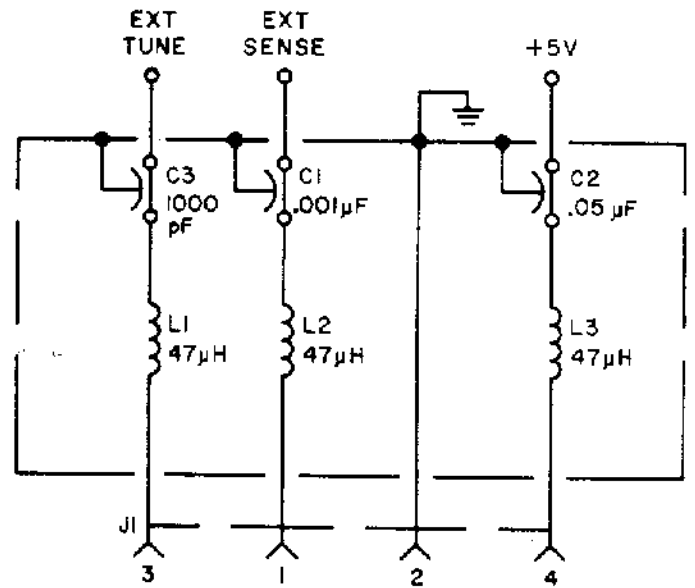 EXT TUNE
EXT SENSE
+5V
C3
1000
pF
C1
.001µF
C2
.05 µF
L1
47µH
L2
47µH
L3
47µH
J1
3
1
2
4